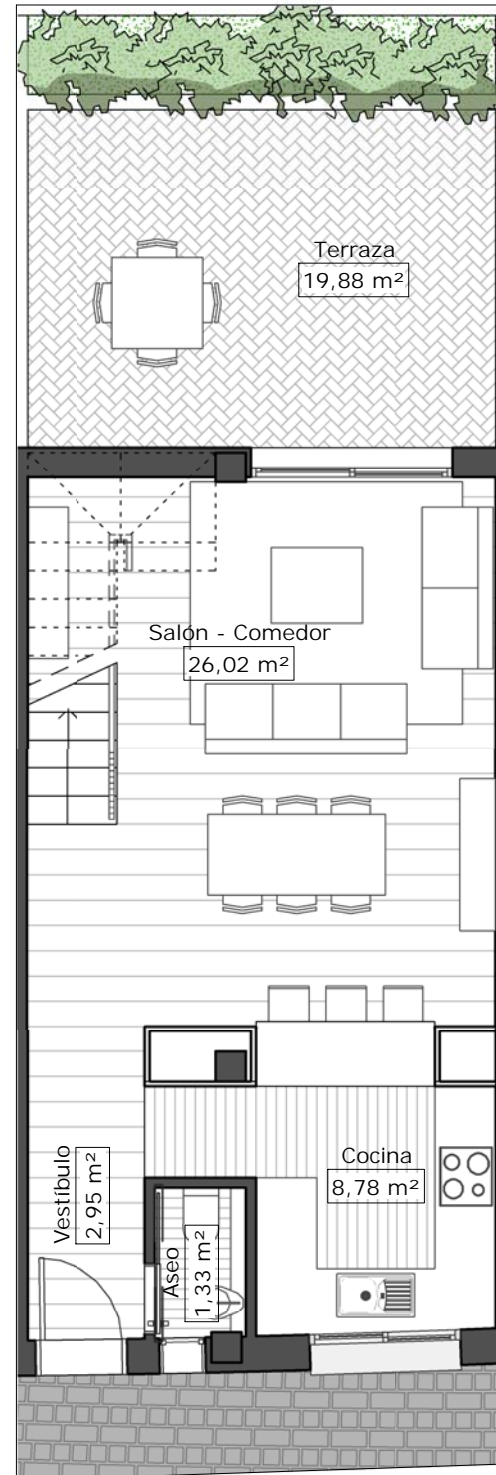 Terraza
19,88 m²
Salón - Comedor
26,02 m²
Cocina
8,78 m²
Vestíbulo
2,95 m²
Aseo
1,33 m²